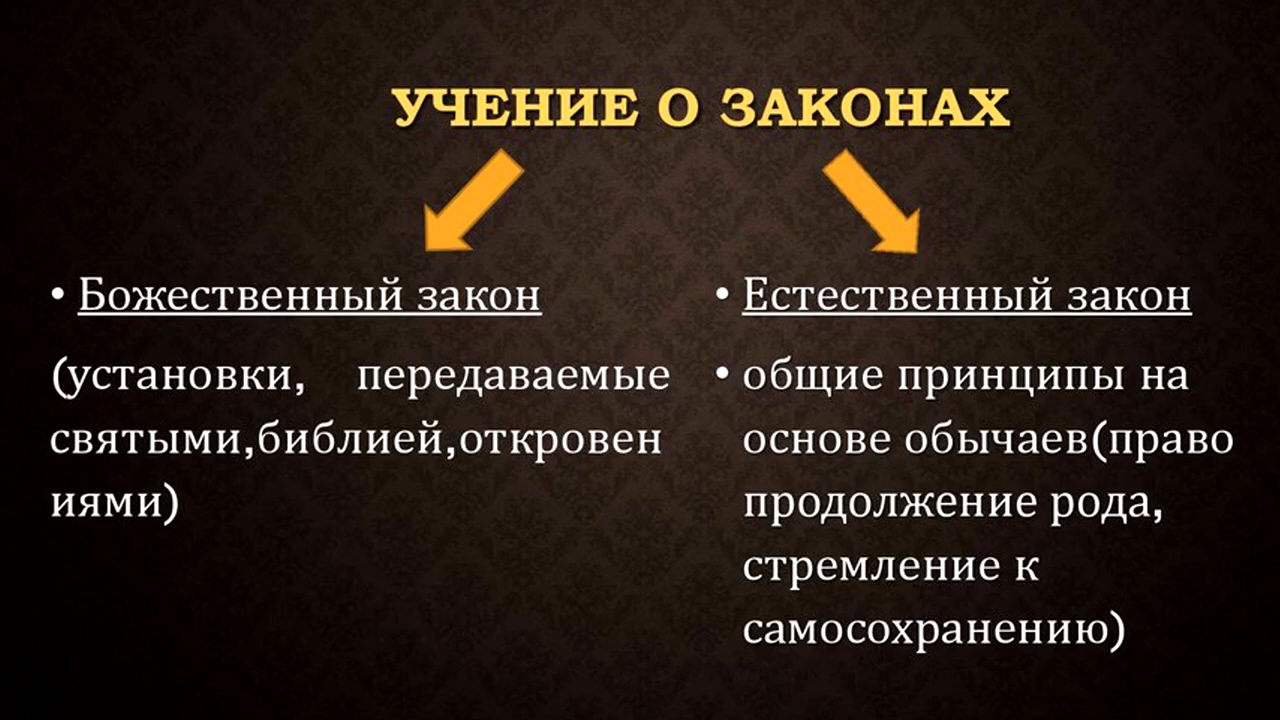 УЧЕНИЕ О ЗАКОНАХ
• Божественный закон
(установки, передаваемые
святыми,библией,откровен
иями)
• Естественный закон
• общие принципы на
основе обычаев(право
продолжение рода,
стремление к
самосохранению)